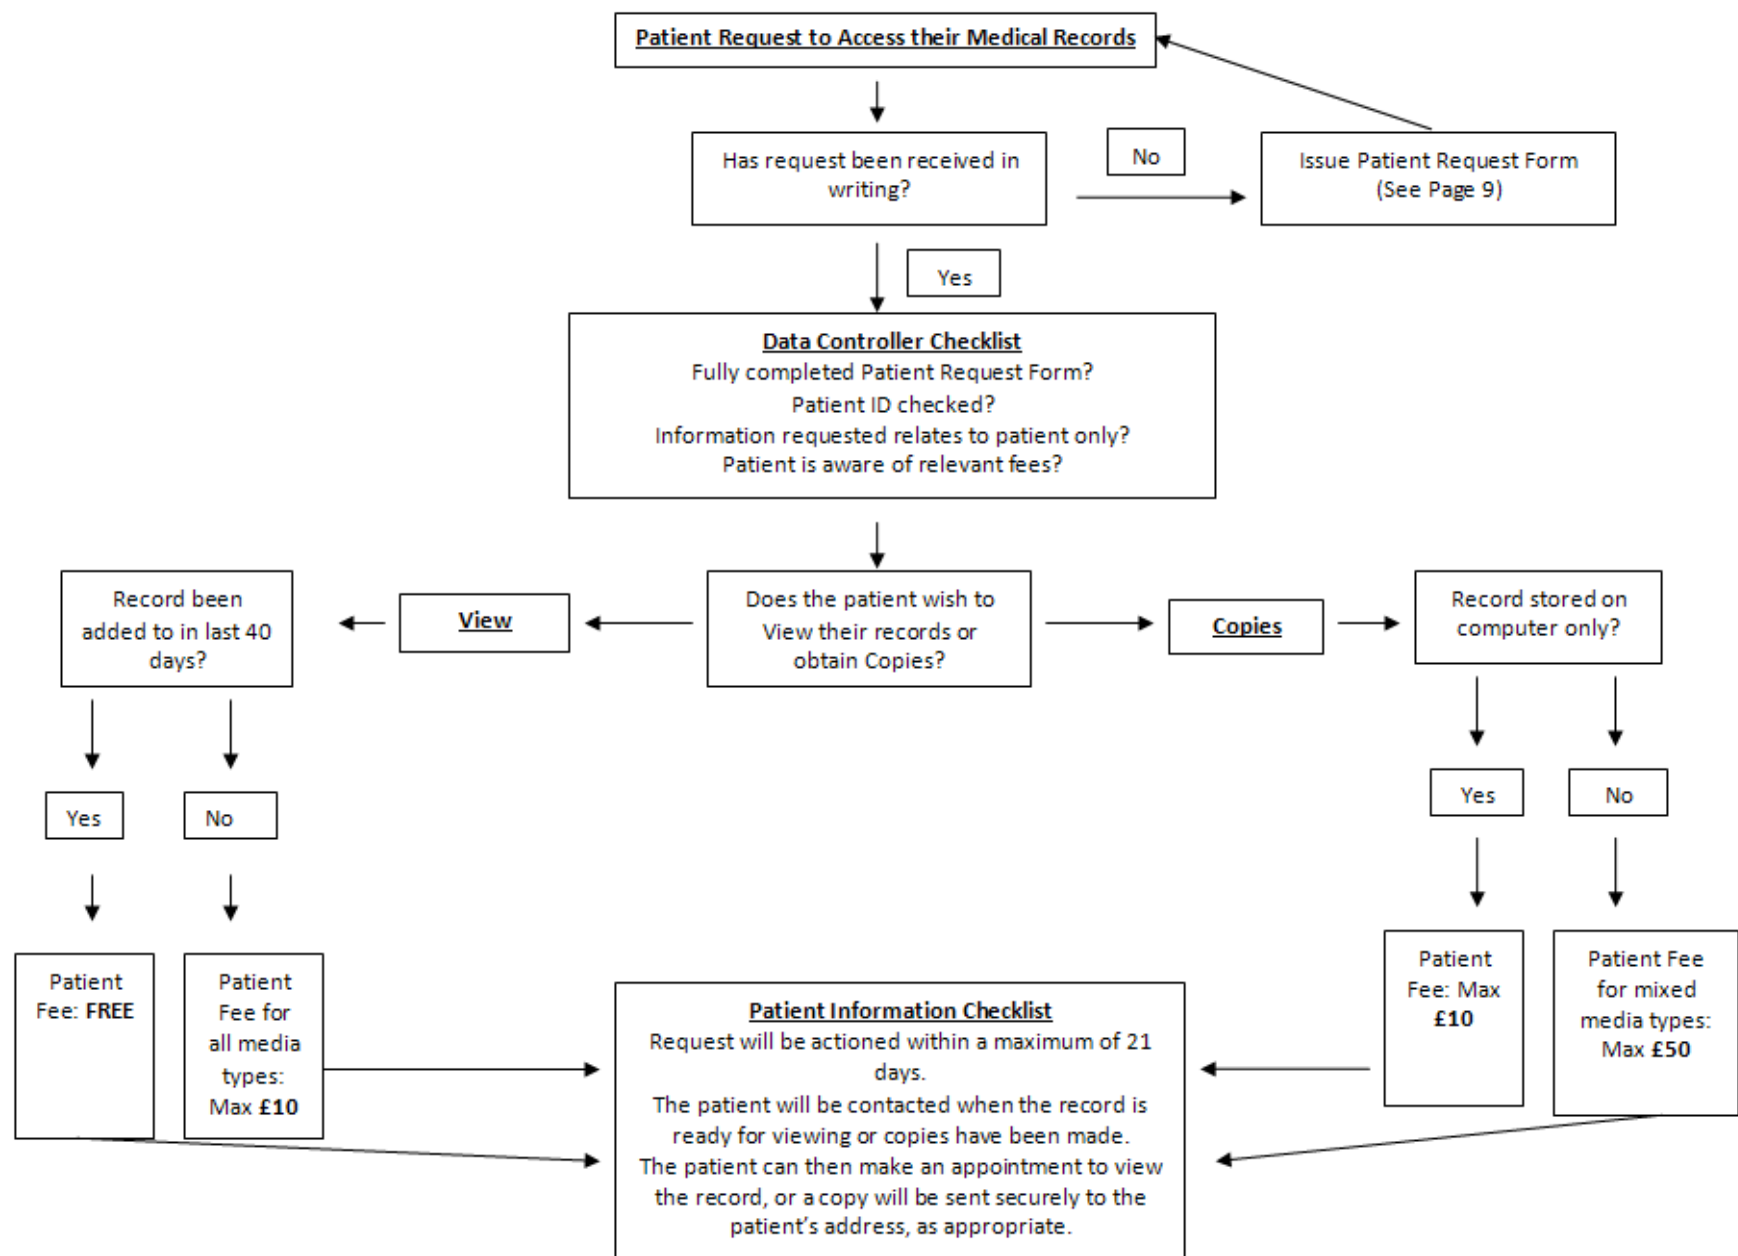 Patient Request to Access their Medical Records
Has request been received in
writing?
No
Issue Patient Request Form
(See Page 9)
Yes
Data Controller Checklist
Fully completed Patient Request Form?
Patient ID checked?
Information requested relates to patient only?
Patient is aware of relevant fees?
Record been
added to in last 40
days?
View
Does the patient wish to
View their records or
obtain Copies?
Copies
Record stored on
computer only?
Yes
No
Yes
No
Patient
Fee: FREE
Patient
Fee for
all media
types:
Max £10
Patient Information Checklist
Request will be actioned within a maximum of 21
days.
The patient will be contacted when the record is
ready for viewing or copies have been made.
The patient can then make an appointment to view
the record, or a copy will be sent securely to the
patient's address, as appropriate.
Patient
Fee: Max
£10
Patient Fee
for mixed
media types:
Max £50